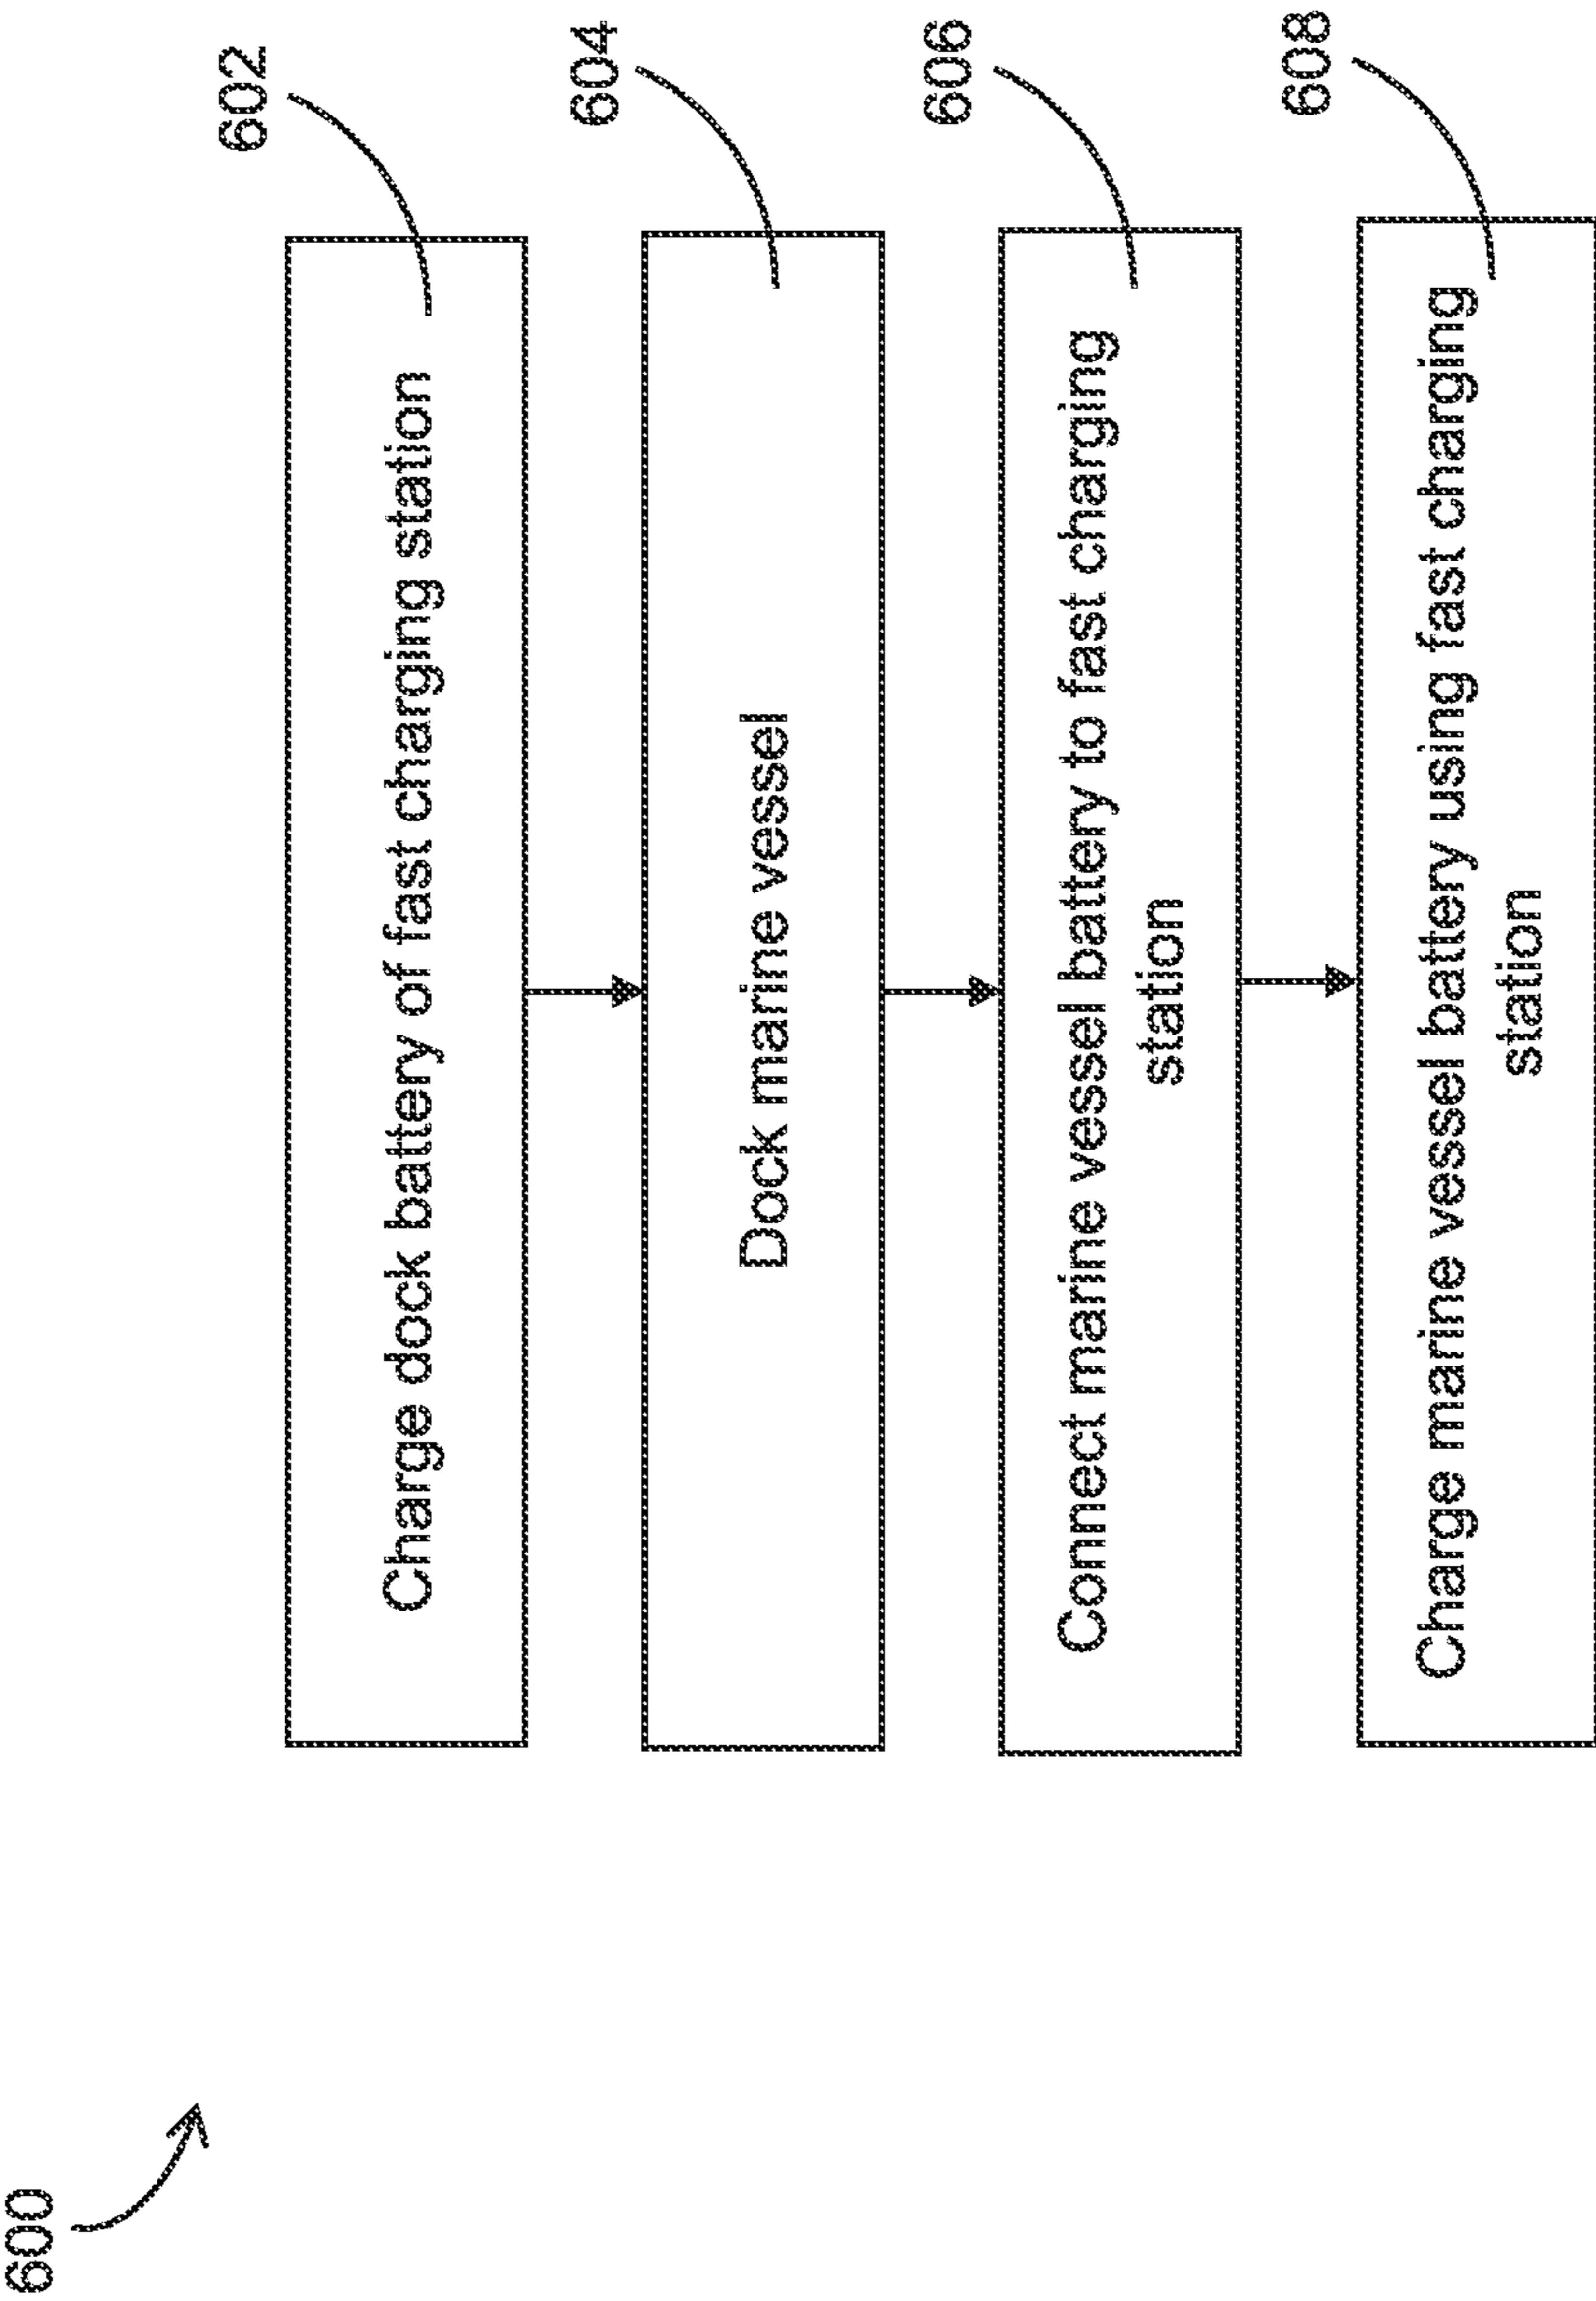 600
602
Charge dock battery of fast charging station
604
Dock marine vessel
606
Connect marine vessel battery to fast charging
station
608
Charge marine vessel battery using fast charging
station